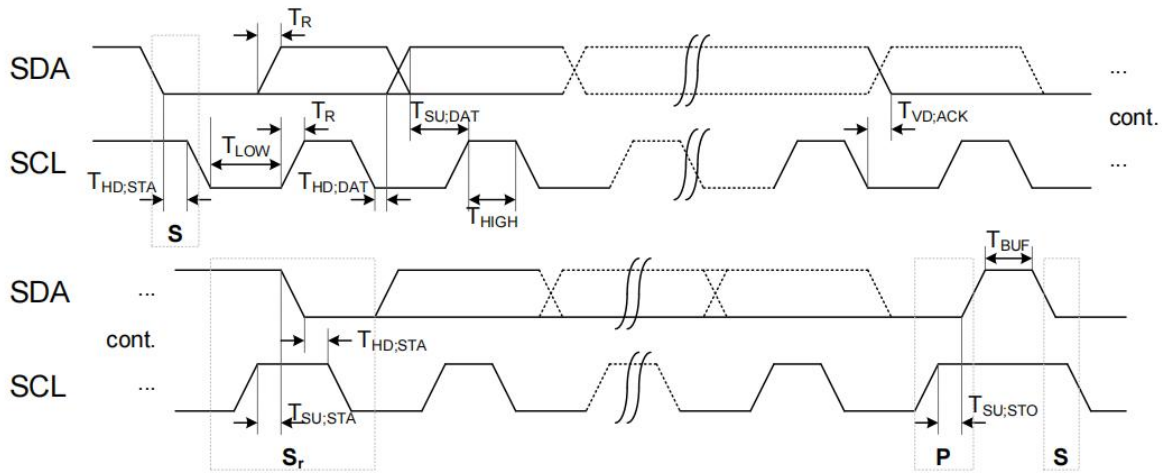 T_R
SDA
...
T_SU;DAT
T_VD;ACK
T_R
cont.
T_LOW
SCL
...
T_HD;STA
T_HD;DAT
T_HIGH
S
T_BUF
SDA
...
cont.
T_HD;STA
SCL
...
T_SU;STA
T_SU;STO
S_r
P
S